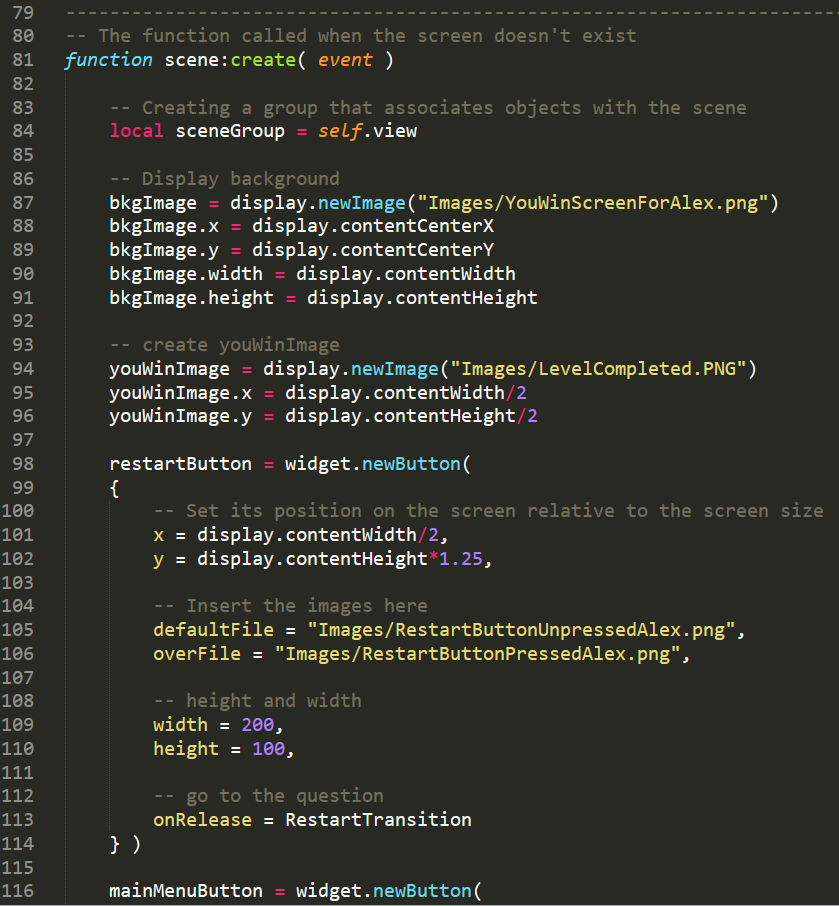 79 ----------------------------------------------------------------------
80 -- The function called when the screen doesn't exist
81 function scene:create( event )
82
83 -- Creating a group that associates objects with the scene
84 local sceneGroup = self.view
85
86 -- Display background
87 bkgImage = display.newImage("Images/YouWinScreenForAlex.png")
88 bkgImage.x = display.contentCenterX
89 bkgImage.y = display.contentCenterY
90 bkgImage.width = display.contentWidth
91 bkgImage.height = display.contentHeight
92
93 -- create youWinImage
94 youWinImage = display.newImage("Images/LevelCompleted.PNG")
95 youWinImage.x = display.contentWidth/2
96 youWinImage.y = display.contentHeight/2
97
98 restartButton = widget.newButton(
99 {
100 -- Set its position on the screen relative to the screen size
101 x = display.contentWidth/2,
102 y = display.contentHeight*1.25,
103
104 -- Insert the images here
105 defaultFile = "Images/RestartButtonUnpressedAlex.png",
106 overFile = "Images/RestartButtonPressedAlex.png",
107
108 -- height and width
109 width = 200,
110 height = 100,
111
112 -- go to the question
113 onRelease = RestartTransition
114 } )
115
116 mainMenuButton = widget.newButton(